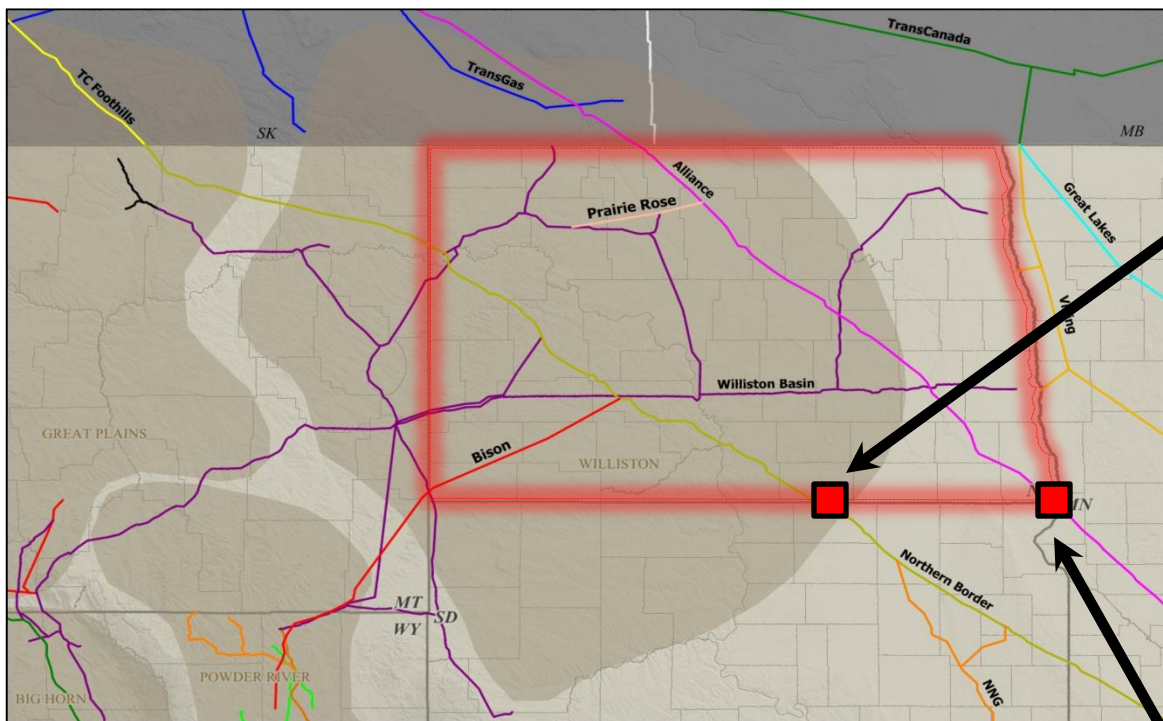 TransCanada
TC Foothills
TransGas
SK
MB
Alliance
Great Lakes
Prairie Rose
Viking
Williston Basin
GREAT PLAINS
Bison
WILLISTON
MN
Northern Border
MT
SD
WY
POWDER RIVER
BIG HORN
NNG